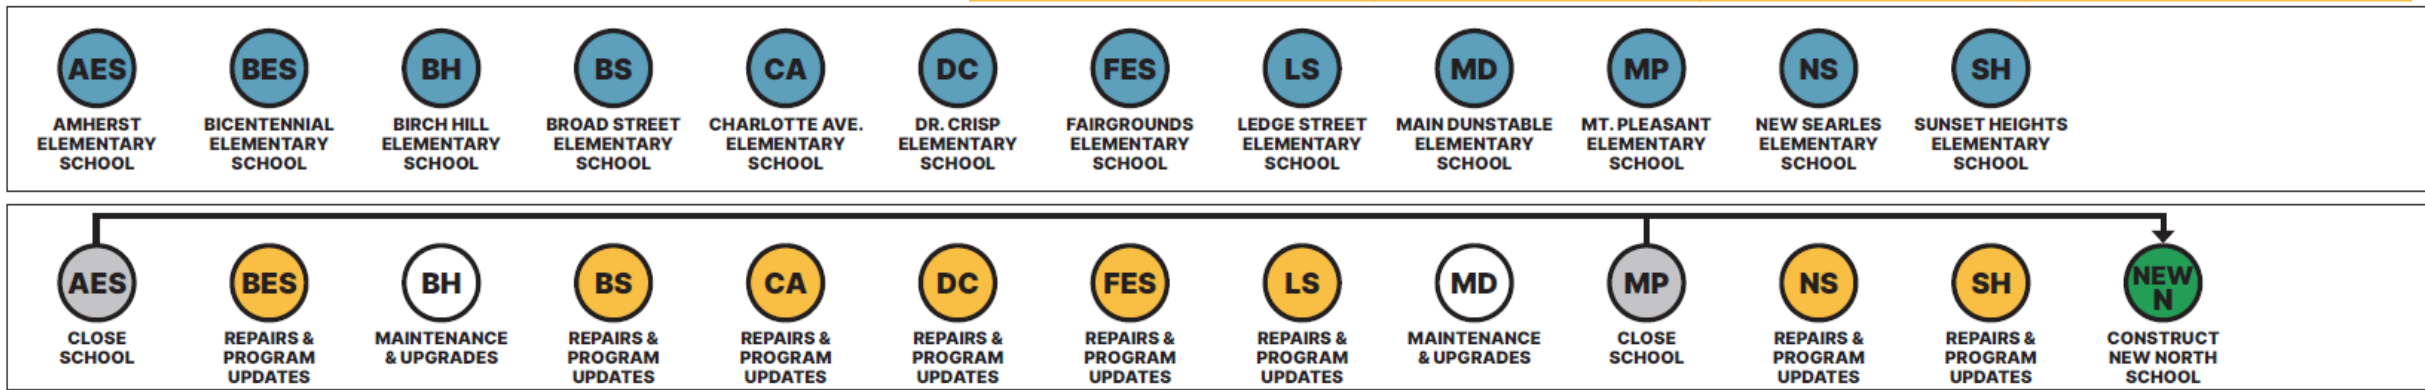 AES
AMHERST
ELEMENTARY
SCHOOL
BES
BICENTENNIAL
ELEMENTARY
SCHOOL
BH
BIRCH HILL
ELEMENTARY
SCHOOL
BS
BROAD STREET
ELEMENTARY
SCHOOL
CA
CHARLOTTE AVE.
ELEMENTARY
SCHOOL
DC
DR. CRISP
ELEMENTARY
SCHOOL
FES
FAIRGROUNDS
ELEMENTARY
SCHOOL
LS
LEDGE STREET
ELEMENTARY
SCHOOL
MD
MAIN DUNSTABLE
ELEMENTARY
SCHOOL
MP
MT. PLEASANT
ELEMENTARY
SCHOOL
NS
NEW SEARLES
ELEMENTARY
SCHOOL
SH
SUNSET HEIGHTS
ELEMENTARY
SCHOOL
AES
CLOSE
SCHOOL
BES
REPAIRS &
PROGRAM
UPDATES
BH
MAINTENANCE
& UPGRADES
BS
REPAIRS &
PROGRAM
UPDATES
CA
REPAIRS &
PROGRAM
UPDATES
DC
REPAIRS &
PROGRAM
UPDATES
FES
REPAIRS &
PROGRAM
UPDATES
LS
REPAIRS &
PROGRAM
UPDATES
MD
MAINTENANCE
& UPGRADES
MP
CLOSE
SCHOOL
NS
REPAIRS &
PROGRAM
UPDATES
SH
REPAIRS &
PROGRAM
UPDATES
NEW
N
CONSTRUCT
NEW NORTH
SCHOOL